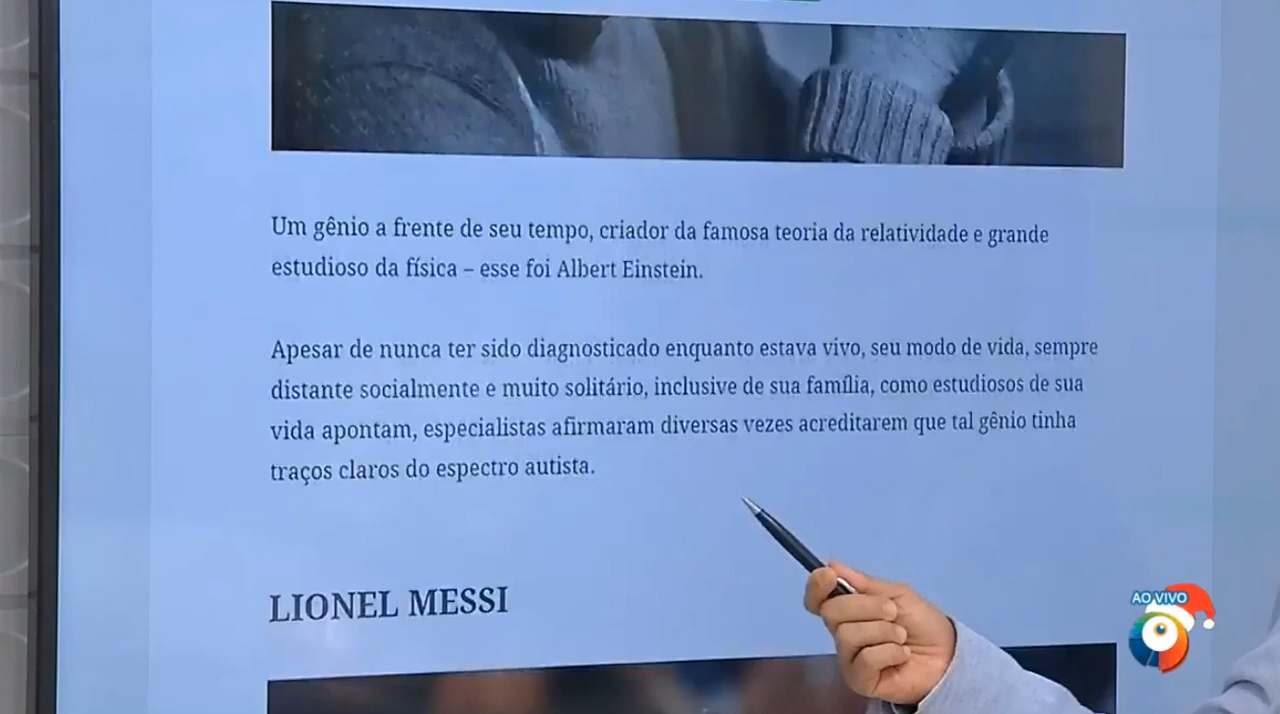 Um gênio a frente de seu tempo, criador da famosa teoria da relatividade e grande
estudioso da física – esse foi Albert Einstein.
Apesar de nunca ter sido diagnosticado enquanto estava vivo, seu modo de vida, sempre
distante socialmente e muito solitário, inclusive de sua família, como estudiosos de sua
vida apontam, especialistas afirmaram diversas vezes acreditarem que tal gênio tinha
traços claros do espectro autista.
LIONEL MESSI
AO VIVO